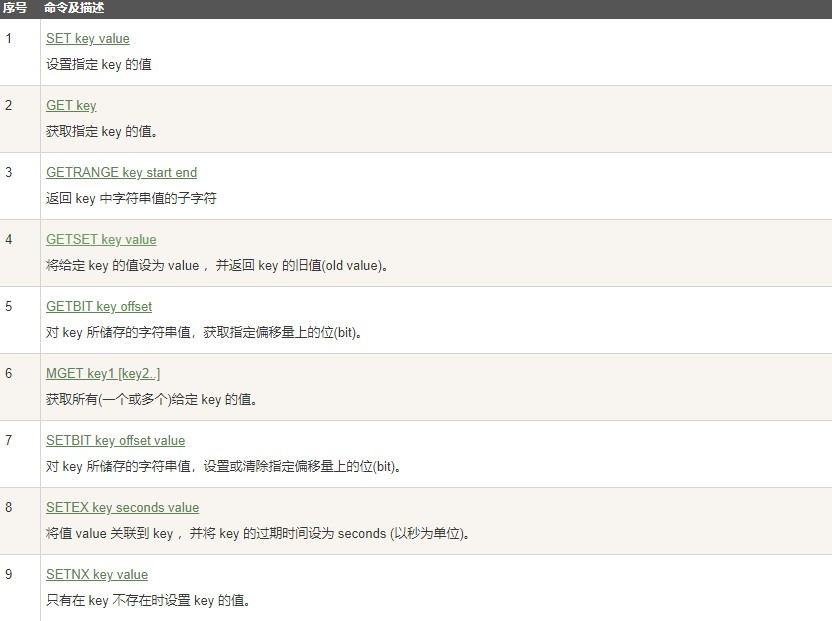 序号 命令及描述
1 SET key value
设置指定 key 的值
2 GET key
获取指定 key 的值。
3 GETRANGE key start end
返回 key 中字符串值的子字符
4 GETSET key value
将给定 key 的值设为 value ，并返回 key 的旧值(old value)。
5 GETBIT key offset
对 key 所储存的字符串值，获取指定偏移量上的位(bit)。
6 MGET key1 [key2..]
获取所有(一个或多个)给定 key 的值。
7 SETBIT key offset value
对 key 所储存的字符串值，设置或清除指定偏移量上的位(bit)。
8 SETEX key seconds value
将值 value 关联到 key ，并将 key 的过期时间设为 seconds (以秒为单位)。
9 SETNX key value
只有在 key 不存在时设置 key 的值。